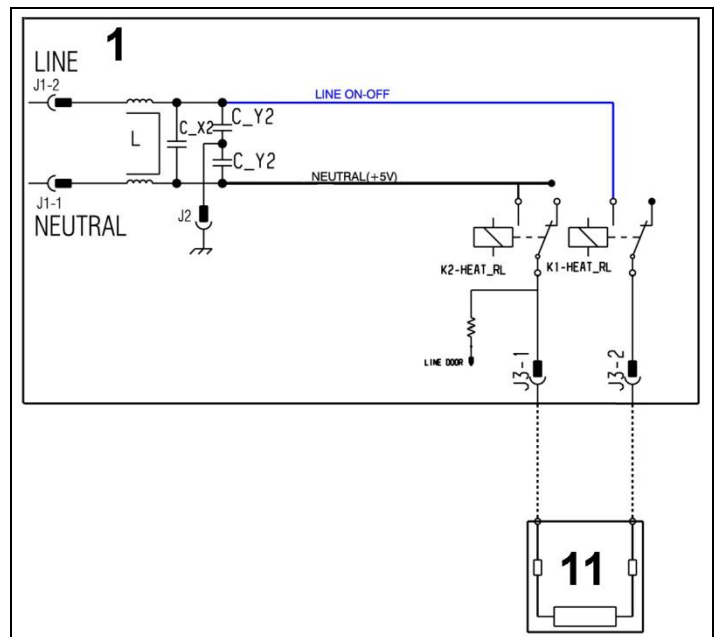 1
LINE
J1-2
LINE ON-OFF
C_X2
C_Y2
L
C_Y2
NEUTRAL(+5V)
J1-1
NEUTRAL
J2
K2-HEAT_RL
K1-HEAT_RL
LINE DOOR
J3-1
J3-2
11